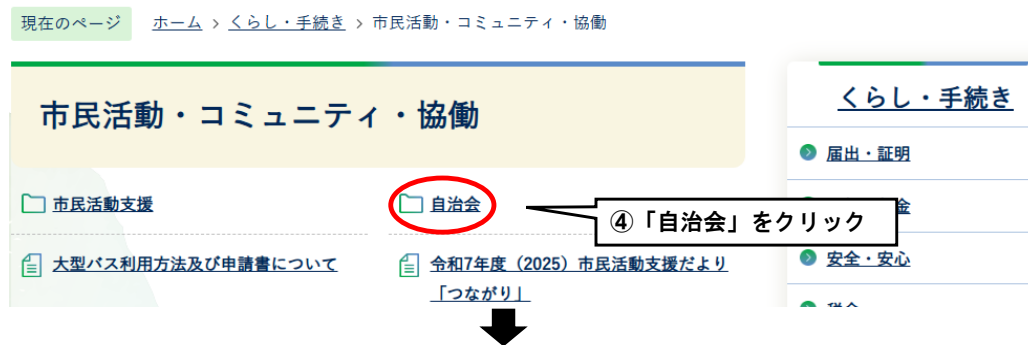 現在のページ ホーム > くらし・手続き > 市民活動・コミュニティ・協働
市民活動・コミュニティ・協働
市民活動支援
自治会
④「自治会」をクリック
大型バス利用方法及び申請書について
令和7年度（2025）市民活動支援だより
「つながり」
くらし・手続き
届出・証明
金
安全・安心